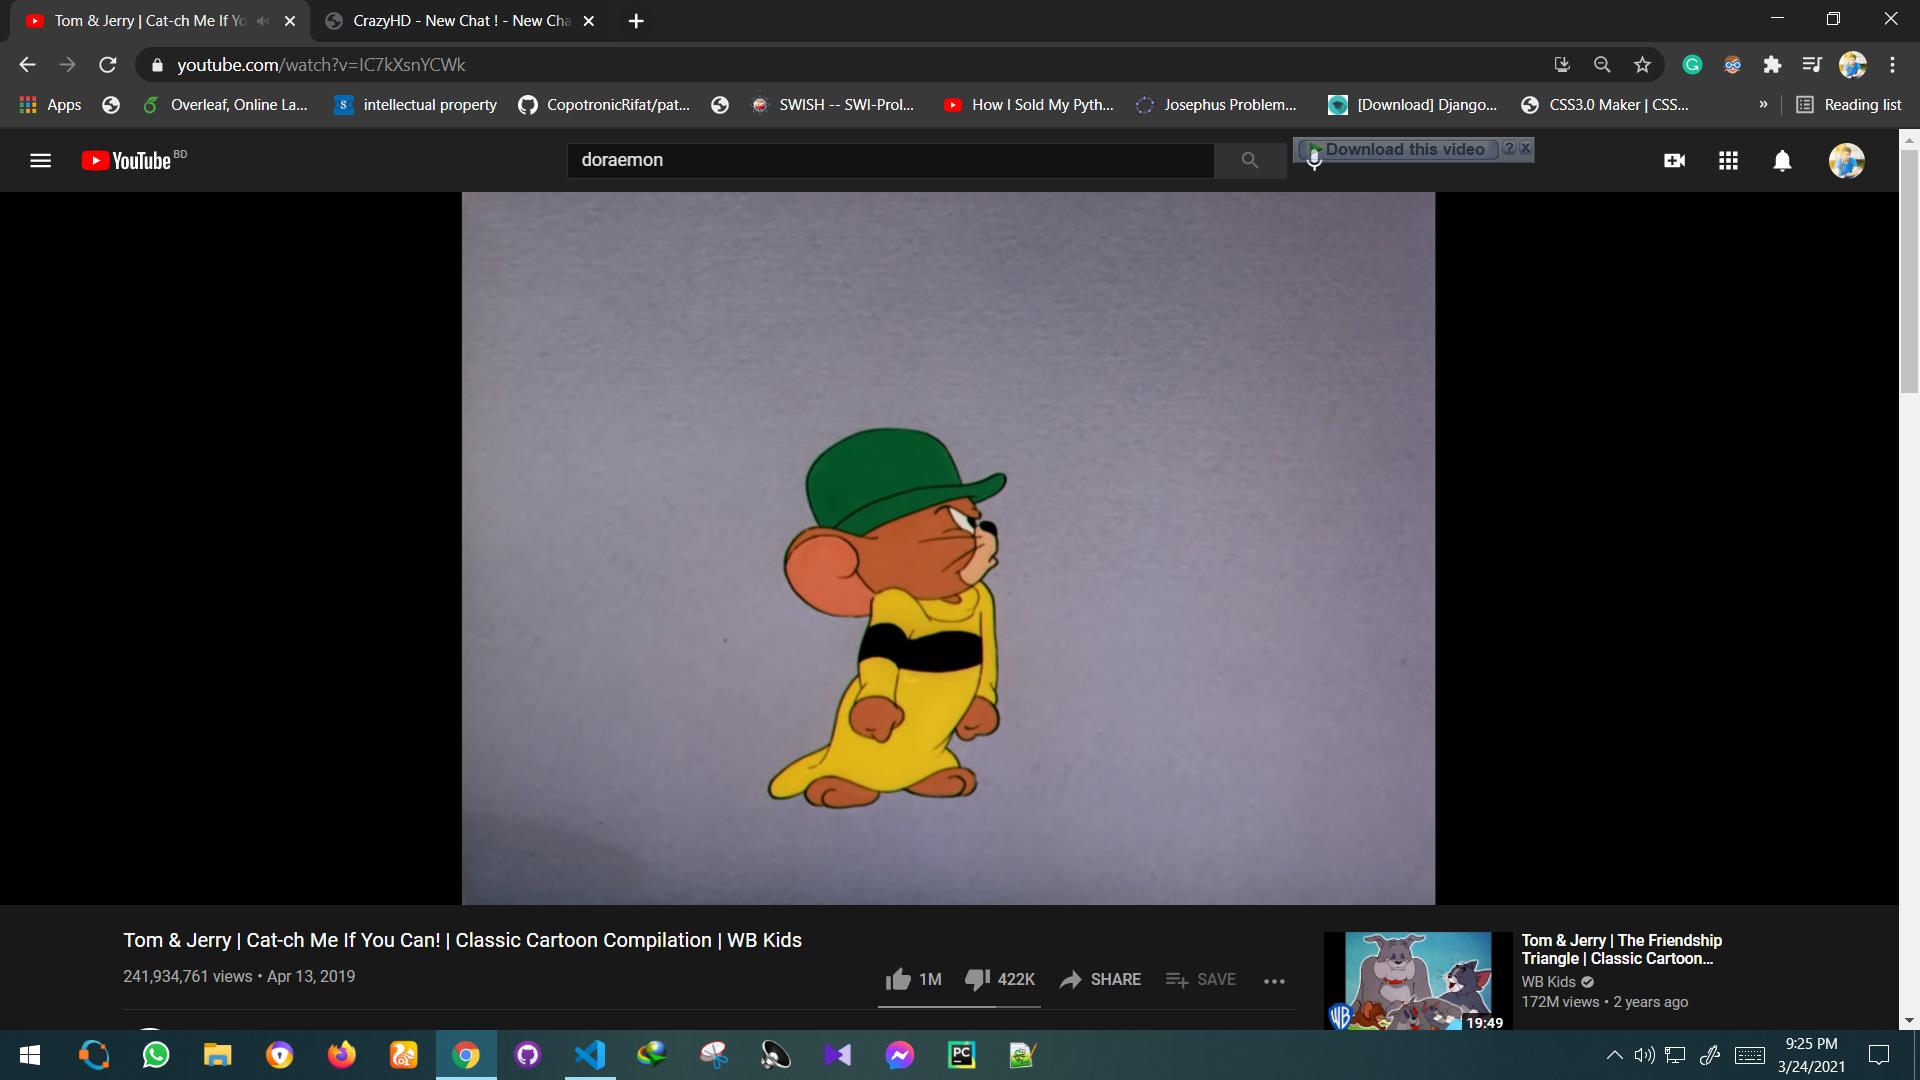 Tom & Jerry | Cat-ch Me If Yo
CrazyHD - New Chat ! - New Cha
youtube.com/watch?v=IC7kXsnYCWk
Apps
Overleaf, Online La...
S intellectual property
CopotronicRifat/pat...
SWISH -- SWI-Prol...
How I Sold My Pyth...
Josephus Problem...
[Download] Django...
CSS3.0 Maker | CSS...
»
Reading list
YouTube BD
doraemon
Download this video ? X
Tom & Jerry | Cat-ch Me If You Can! | Classic Cartoon Compilation | WB Kids
241,934,761 views • Apr 13, 2019
1M
422K
SHARE
SAVE
WB
19:49
Tom & Jerry | The Friendship
Triangle | Classic Cartoon...
WB Kids
172M views • 2 years ago
PC
9:25 PM
3/24/2021